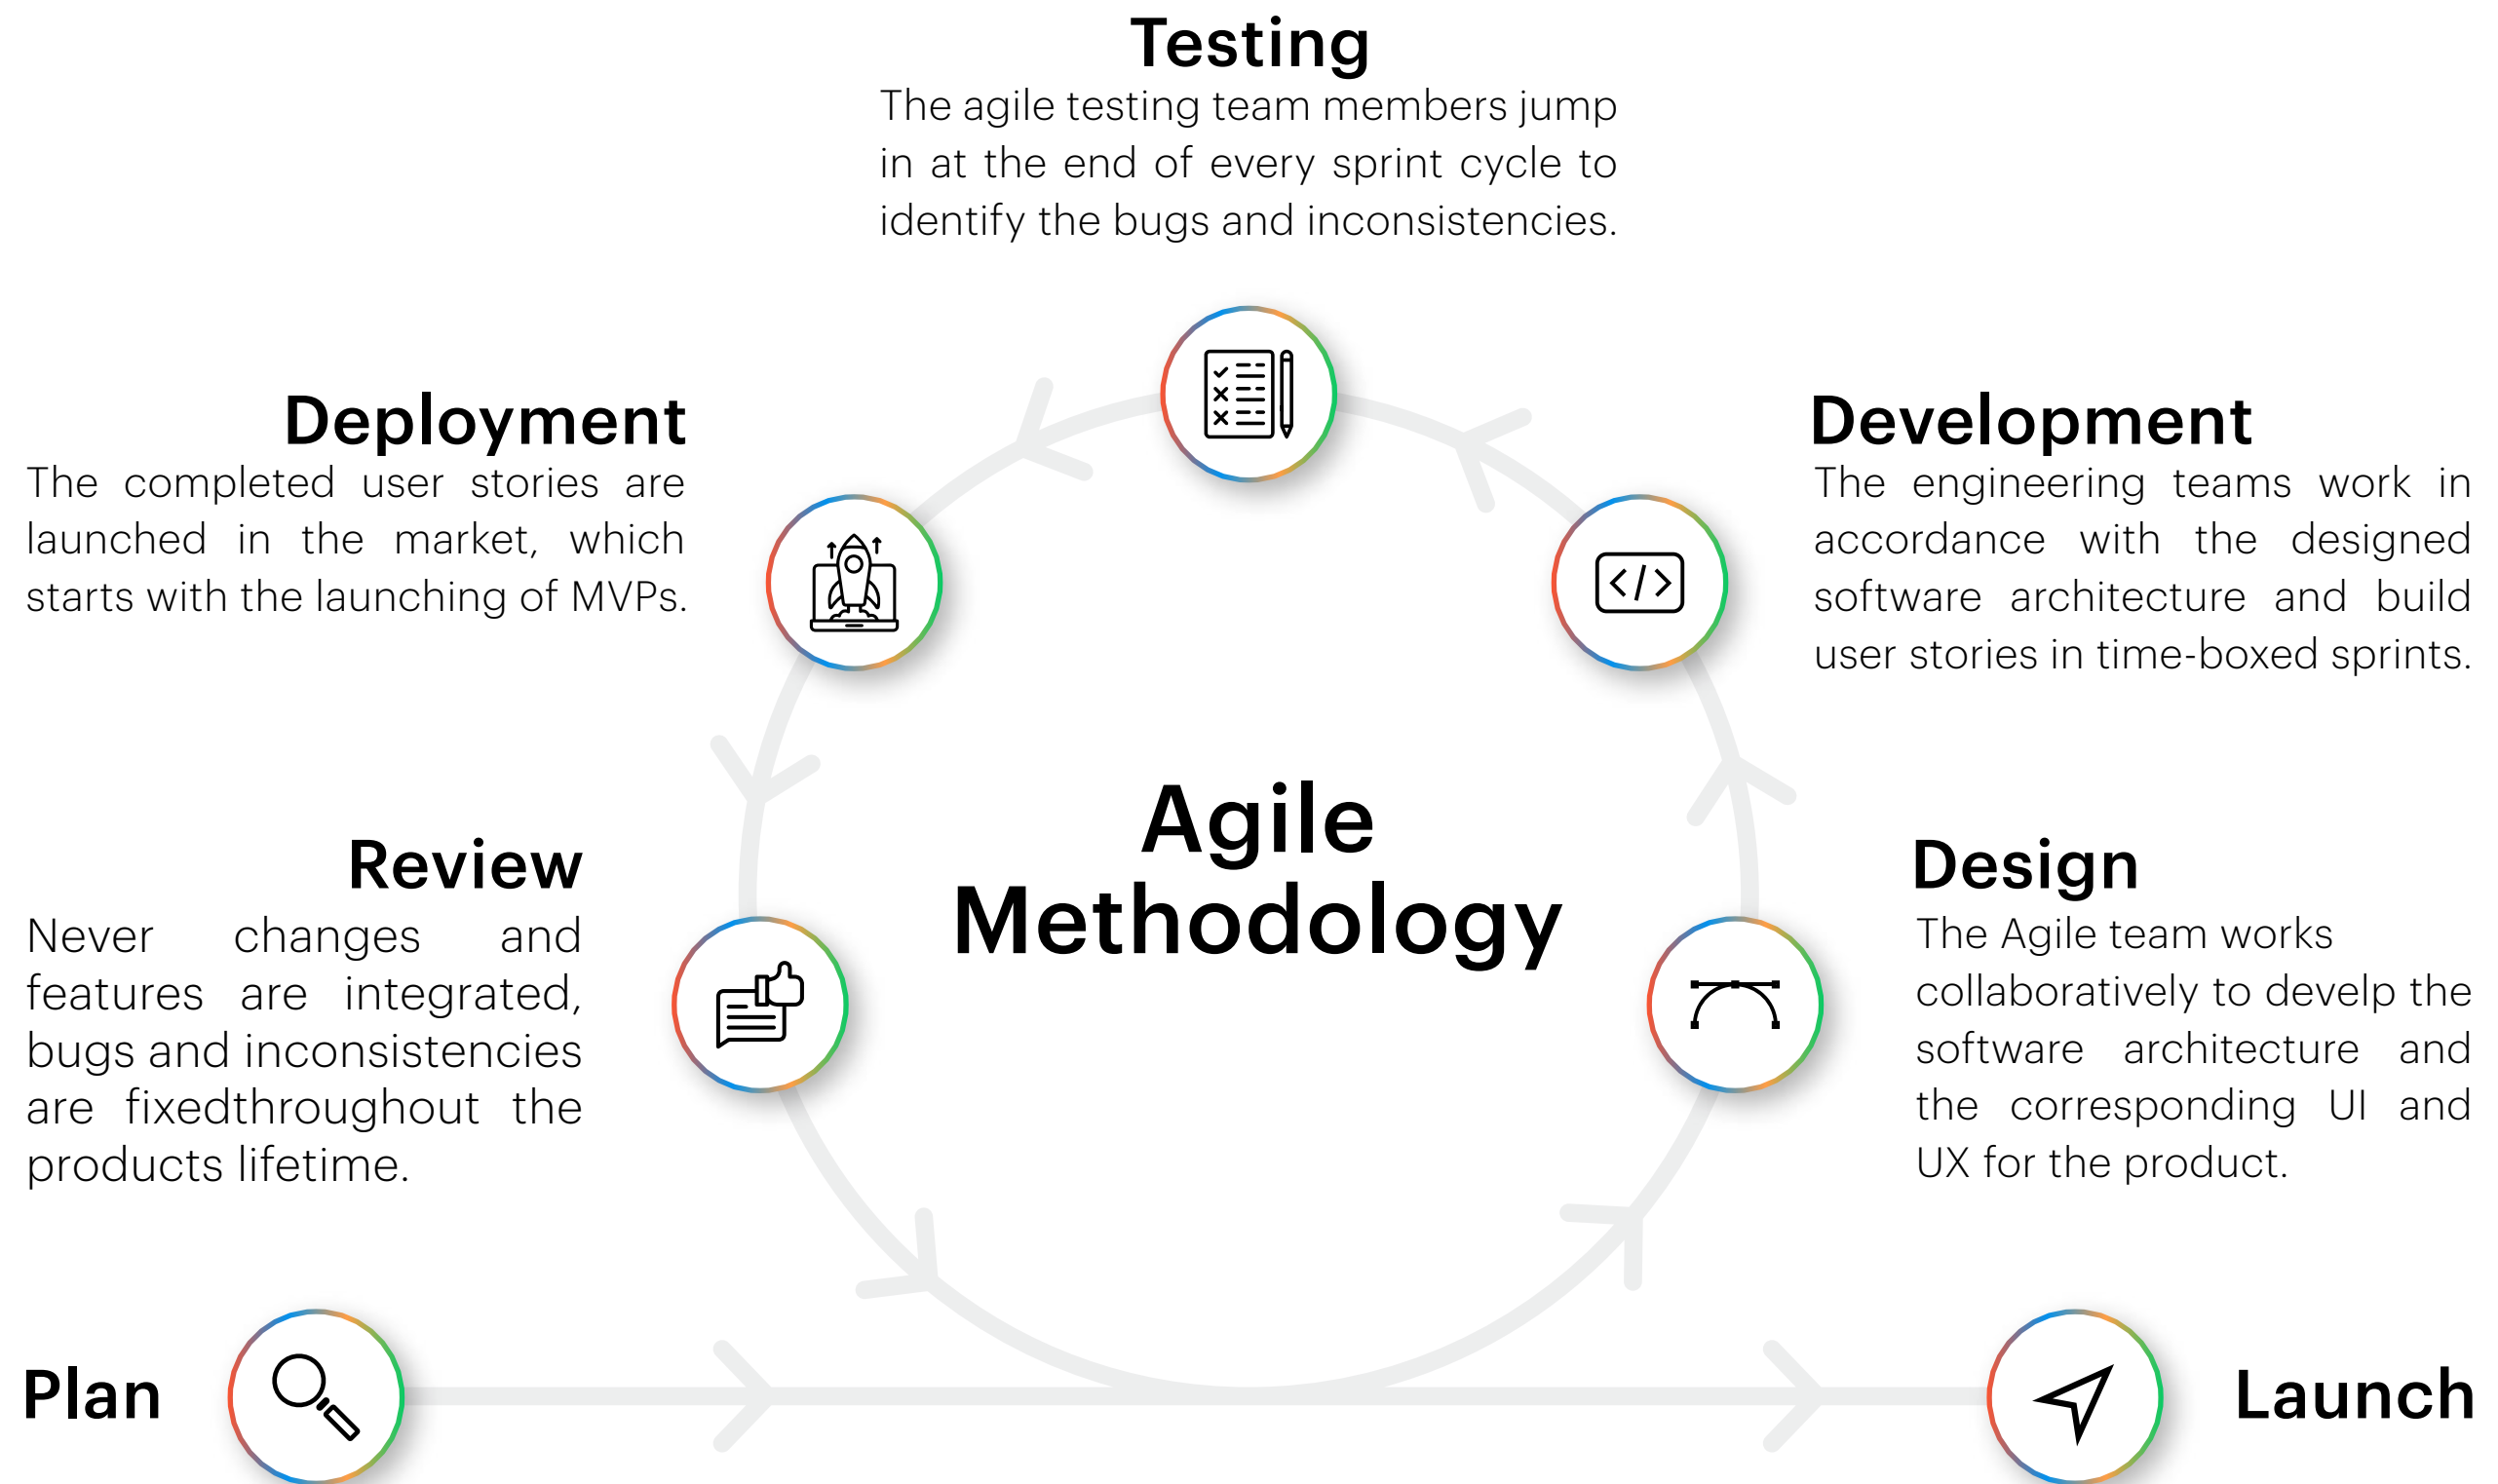 Testing
The agile testing team members jump
in at the end of every sprint cycle to
identify the bugs and inconsistencies.
Deployment
The completed user stories are
launched in the market, which
starts with the launching of MVPs.
Development
The engineering teams work in
accordance with the designed
software architecture and build
user stories in time-boxed sprints.
Agile
Methodology
Review
Never changes and
features are integrated,
bugs and inconsistencies
are fixedthroughout the
products lifetime.
Design
The Agile team works
collaboratively to develp the
software architecture and
the corresponding UI and
UX for the product.
Plan
Launch